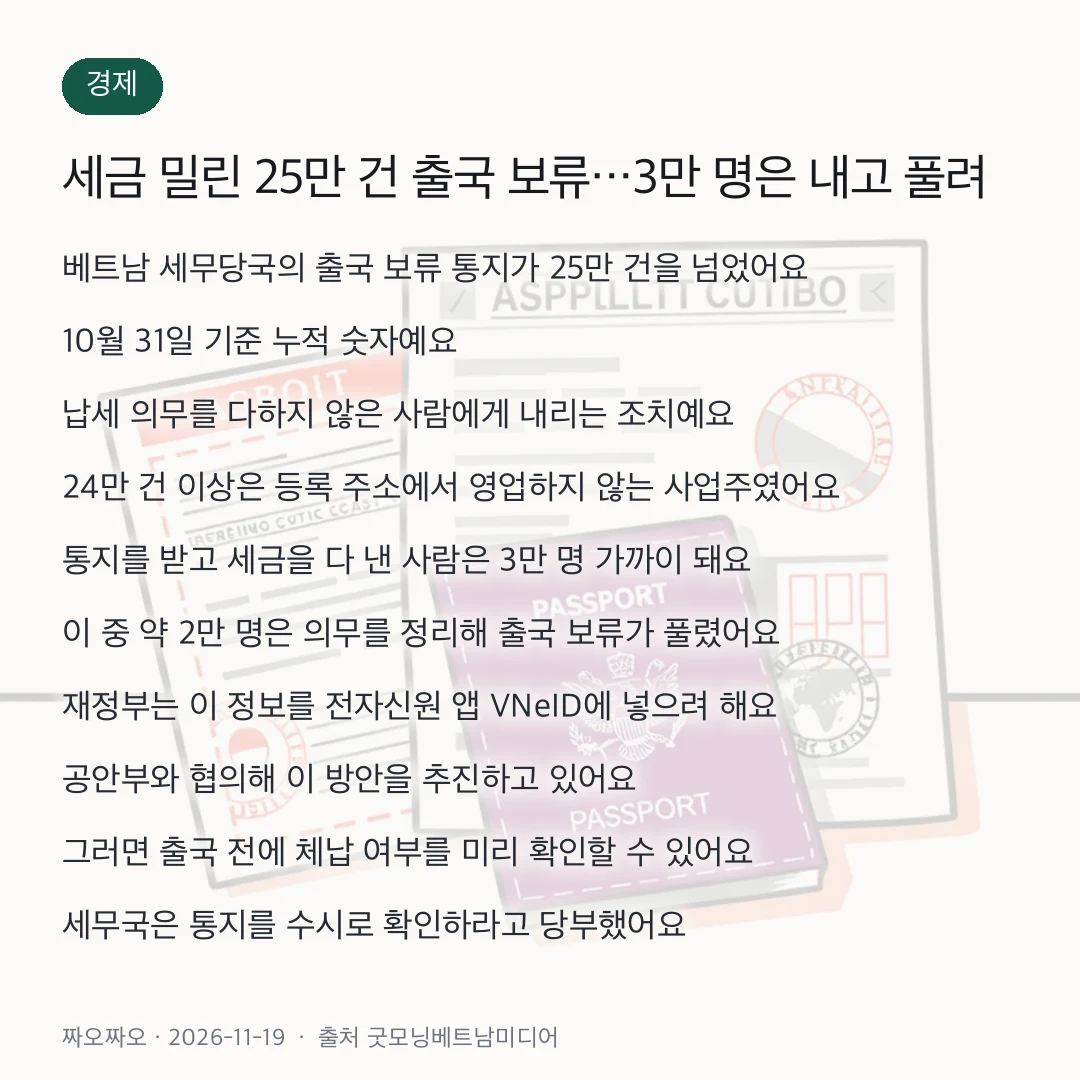 경제
세금 밀린 25만 건 출국 보류…3만 명은 내고 풀려
베트남 세무당국의 출국 보류 통지가 25만 건을 넘었어요
ASPPILLITT CUTIBO
10월 31일 기준 누적 숫자예요
납세 의무를 다하지 않은 사람에게 내리는 조치예요
24만 건 이상은 등록 주소에서 영업하지 않는 사업주였어요
통지를 받고 세금을 다 낸 사람은 3만 명 가까이 돼요
PASSPORT
이 중 약 2만 명은 의무를 정리해 출국 보류가 풀렸어요
재정부는 이 정보를 전자신원 앱 VNeID에 넣으려 해요
공안부와 협의해 이 방안을 추진하고 있어요
PASSPORT
그러면 출국 전에 체납 여부를 미리 확인할 수 있어요
세무국은 통지를 수시로 확인하라고 당부했어요
짜오짜오 · 2026-11-19 · 출처 굿모닝베트남미디어